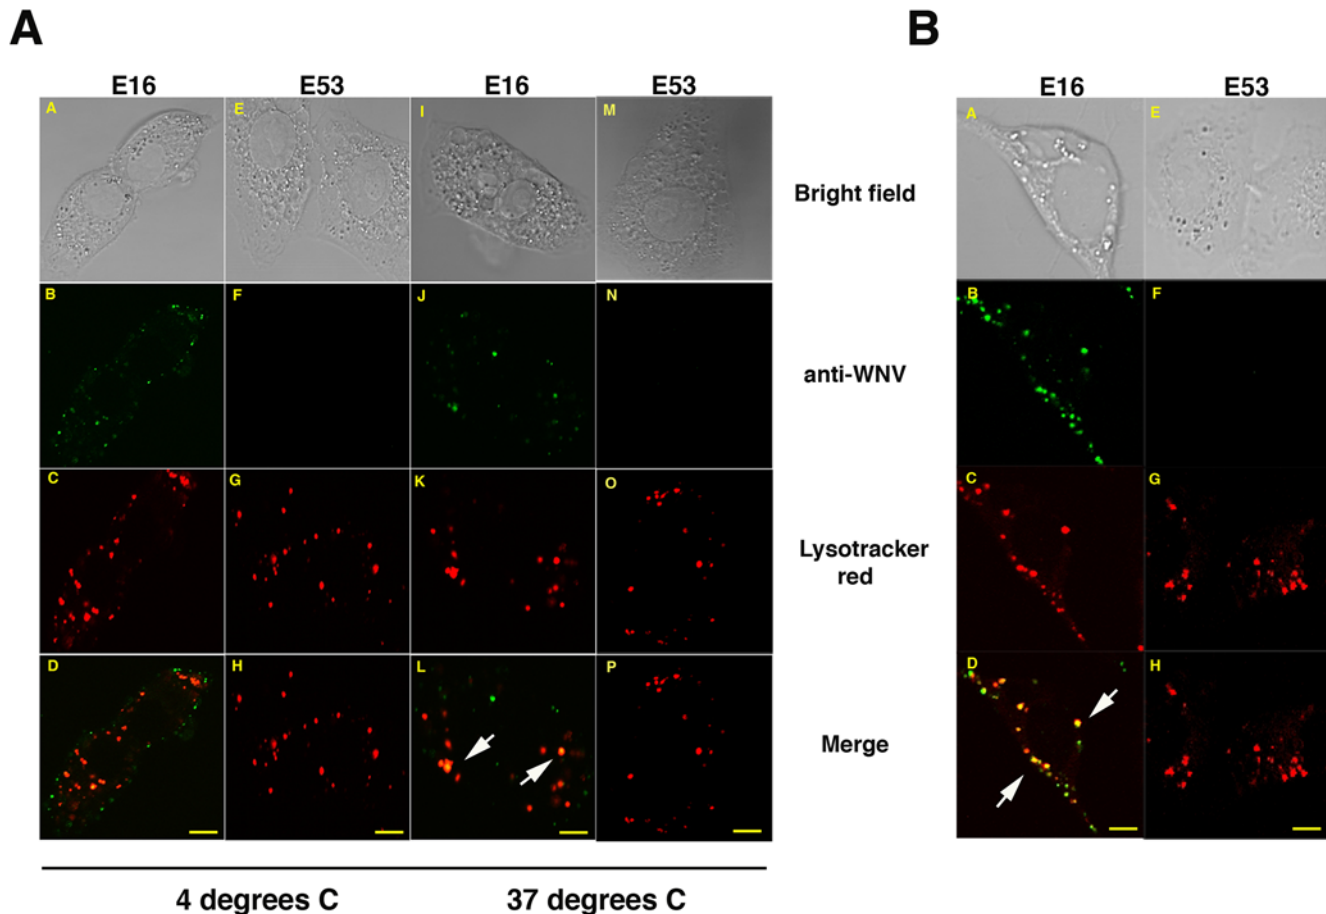 A
B
E16 E53 E16 E53
E16 E53
A E I M
A E
Bright field
B F J N
B F
anti-WNV
C G K O
C G
Lysotracker
red
D H L P
D H
Merge
4 degrees C 37 degrees C